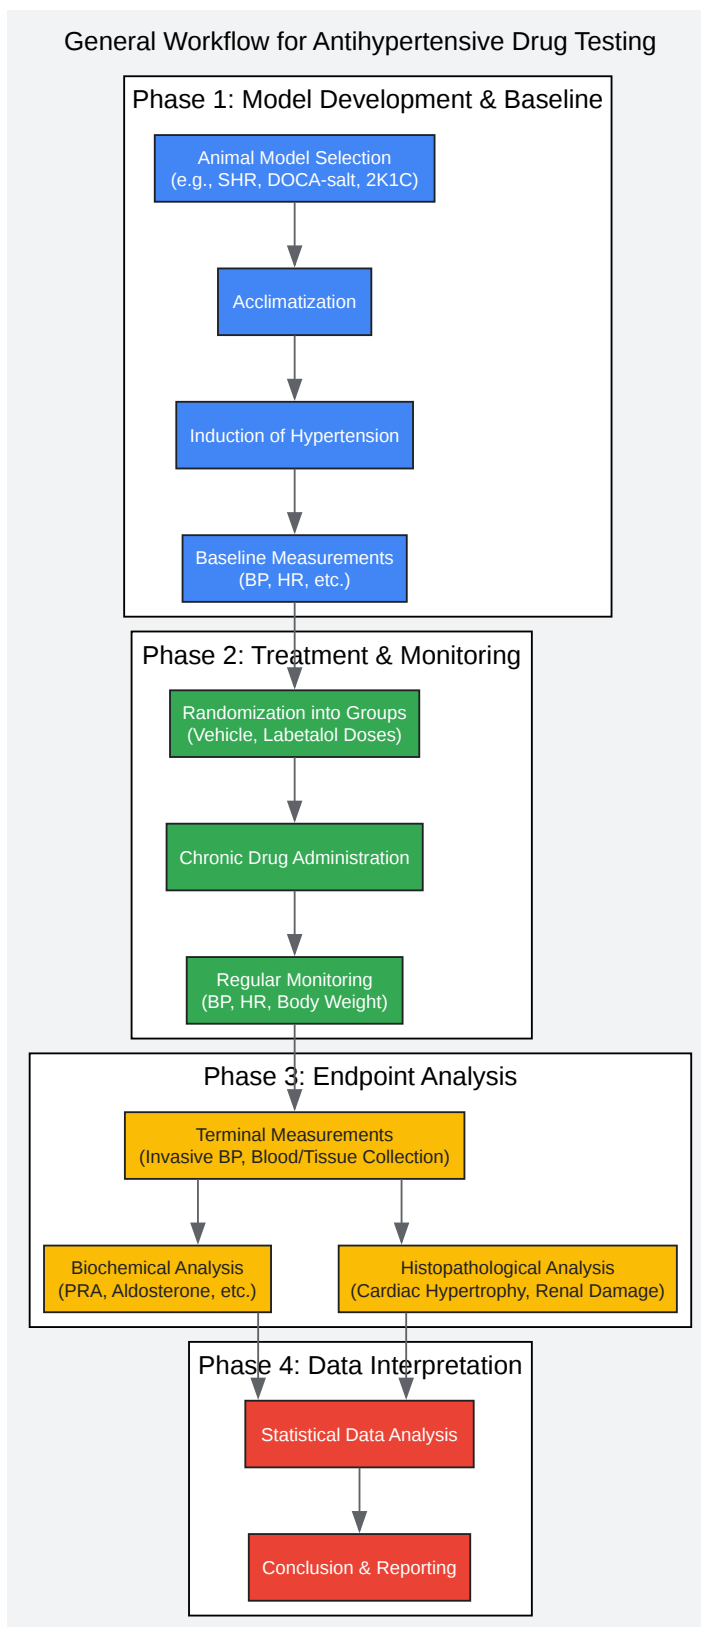 General Workflow for Antihypertensive Drug Testing
Phase 1: Model Development & Baseline
Animal Model Selection
(e.g., SHR, DOCA-salt, 2K1C)
Acclimatization
Induction of Hypertension
Baseline Measurements
(BP, HR, etc.)
Phase 2: Treatment & Monitoring
Randomization into Groups
(Vehicle, Labetalol Doses)
Chronic Drug Administration
Regular Monitoring
(BP, HR, Body Weight)
Phase 3: Endpoint Analysis
Terminal Measurements
(Invasive BP, Blood/Tissue Collection)
Biochemical Analysis
(PRA, Aldosterone, etc.)
Histopathological Analysis
(Cardiac Hypertrophy, Renal Damage)
Phase 4: Data Interpretation
Statistical Data Analysis
Conclusion & Reporting